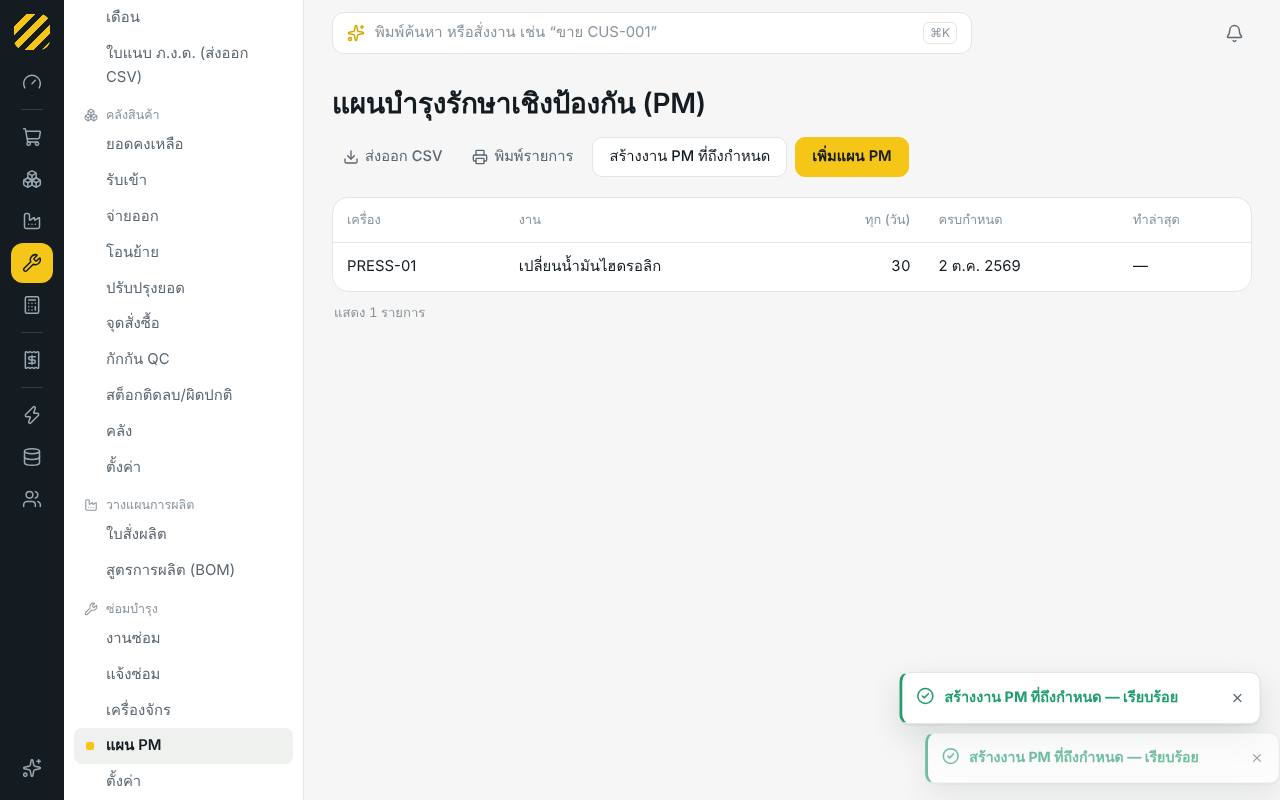 เดือน
ใบแนบ ภ.ง.ด. (ส่งออก
CSV)
คลังสินค้า
ยอดคงเหลือ
รับเข้า
จ่ายออก
โอนย้าย
ปรับปรุงยอด
จุดสั่งซื้อ
กักกัน QC
สต็อกติดลบ/ผิดปกติ
คลัง
ตั้งค่า
วางแผนการผลิต
ใบสั่งผลิต
สูตรการผลิต (BOM)
ซ่อมบำรุง
งานซ่อม
แจ้งซ่อม
เครื่องจักร
แผน PM
ตั้งค่า
พิมพ์ค้นหา หรือสั่งงาน เช่น “ขาย CUS-001” ⌘K
แผนบำรุงรักษาเชิงป้องกัน (PM)
ส่งออก CSV พิมพ์รายการ สร้างงาน PM ที่ถึงกำหนด เพิ่มแผน PM
เครื่อง งาน ทุก (วัน) ครบกำหนด ทำล่าสุด
PRESS-01 เปลี่ยนน้ำมันไฮดรอลิก 30 2 ต.ค. 2569 —
แสดง 1 รายการ
สร้างงาน PM ที่ถึงกำหนด — เรียบร้อย
สร้างงาน PM ที่ถึงกำหนด — เรียบร้อย